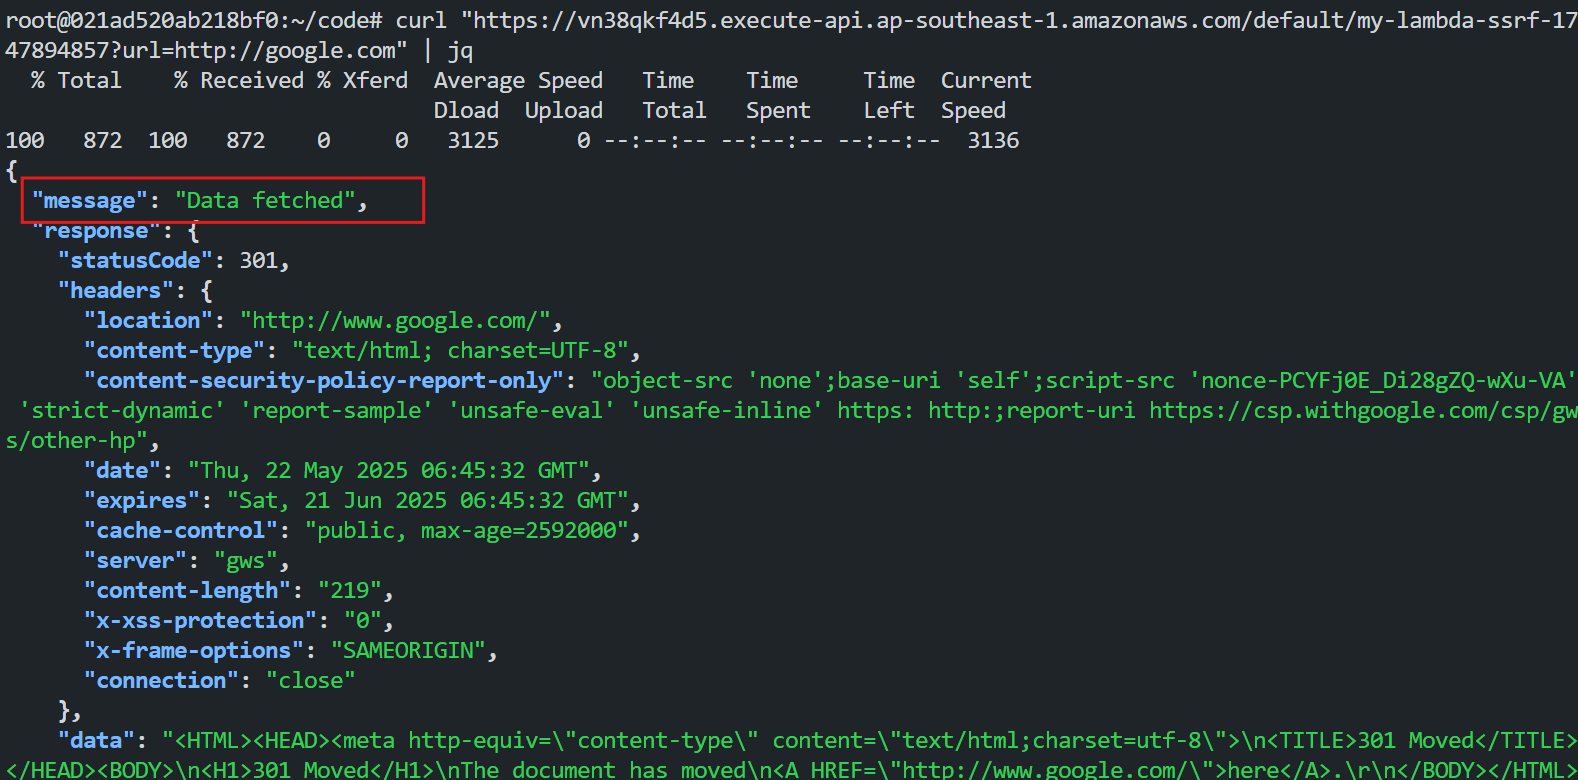 root@021ad520ab218bf0:~/code# curl "https://vn38qkf4d5.execute-api.ap-southeast-1.amazonaws.com/default/my-lambda-ssrf-17
47894857?url=http://google.com" | jq
  % Total    % Received % Xferd  Average Speed   Time    Time     Time  Current
                                 Dload  Upload   Total   Spent    Left  Speed
100   872  100   872    0     0   3125      0 --:--:-- --:--:-- --:--:--  3136
{
  "message": "Data fetched",
  "response": {
    "statusCode": 301,
    "headers": {
      "location": "http://www.google.com/",
      "content-type": "text/html; charset=UTF-8",
      "content-security-policy-report-only": "object-src 'none';base-uri 'self';script-src 'nonce-PCYFj0E_Di28gZQ-wXu-VA'
 'strict-dynamic' 'report-sample' 'unsafe-eval' 'unsafe-inline' https: http:;report-uri https://csp.withgoogle.com/csp/gw
s/other-hp",
      "date": "Thu, 22 May 2025 06:45:32 GMT",
      "expires": "Sat, 21 Jun 2025 06:45:32 GMT",
      "cache-control": "public, max-age=2592000",
      "server": "gws",
      "content-length": "219",
      "x-xss-protection": "0",
      "x-frame-options": "SAMEORIGIN",
      "connection": "close"
    },
    "data": "<HTML><HEAD><meta http-equiv=\"content-type\" content=\"text/html;charset=utf-8\">\n<TITLE>301 Moved</TITLE>
</HEAD><BODY>\n<H1>301 Moved</H1>\nThe document has moved\n<A HREF=\"http://www.google.com/\">here</A>.\r\n</BODY></HTML>